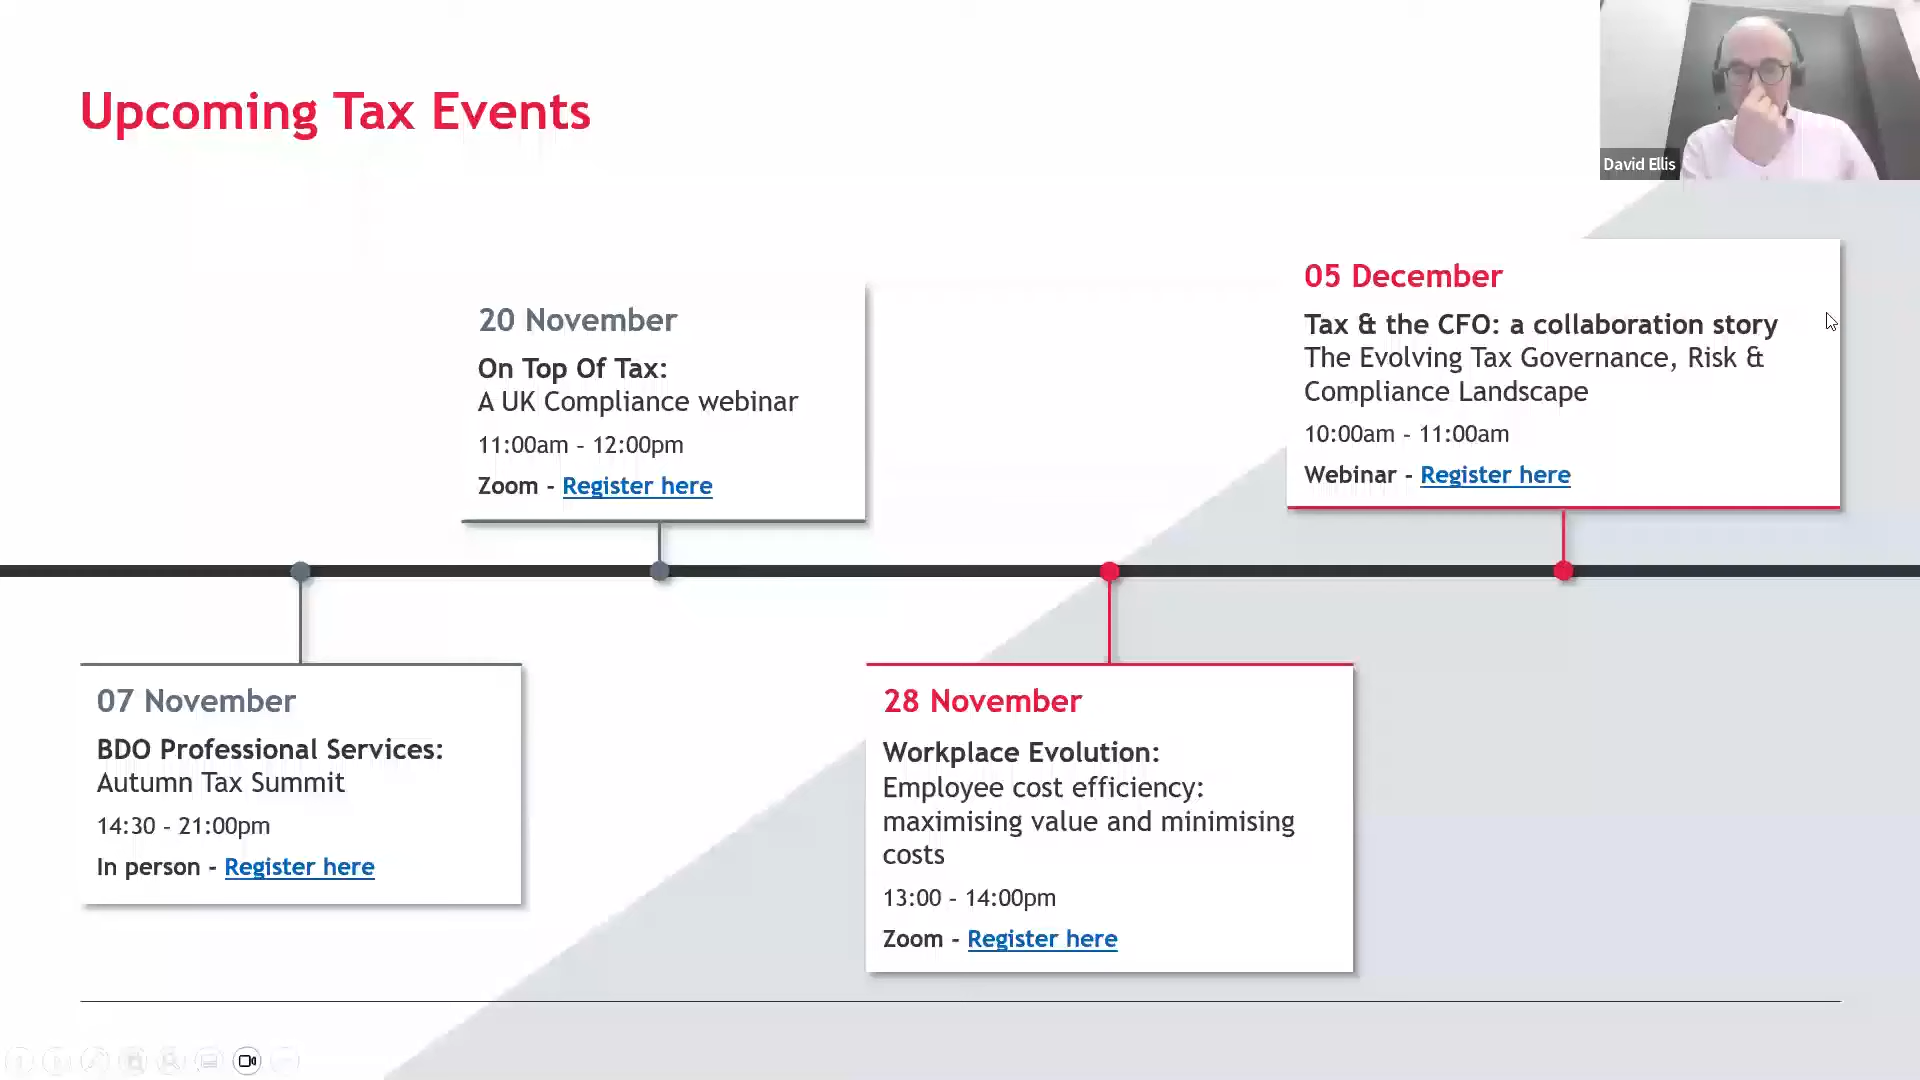 Upcoming Tax Events
David Ellis
20 November
On Top Of Tax:
A UK Compliance webinar
11:00am - 12:00pm
Zoom - Register here
05 December
Tax & the CFO: a collaboration story
The Evolving Tax Governance, Risk &
Compliance Landscape
10:00am - 11:00am
Webinar - Register here
07 November
BDO Professional Services:
Autumn Tax Summit
14:30 - 21:00pm
In person - Register here
28 November
Workplace Evolution:
Employee cost efficiency:
maximising value and minimising
costs
13:00 - 14:00pm
Zoom - Register here